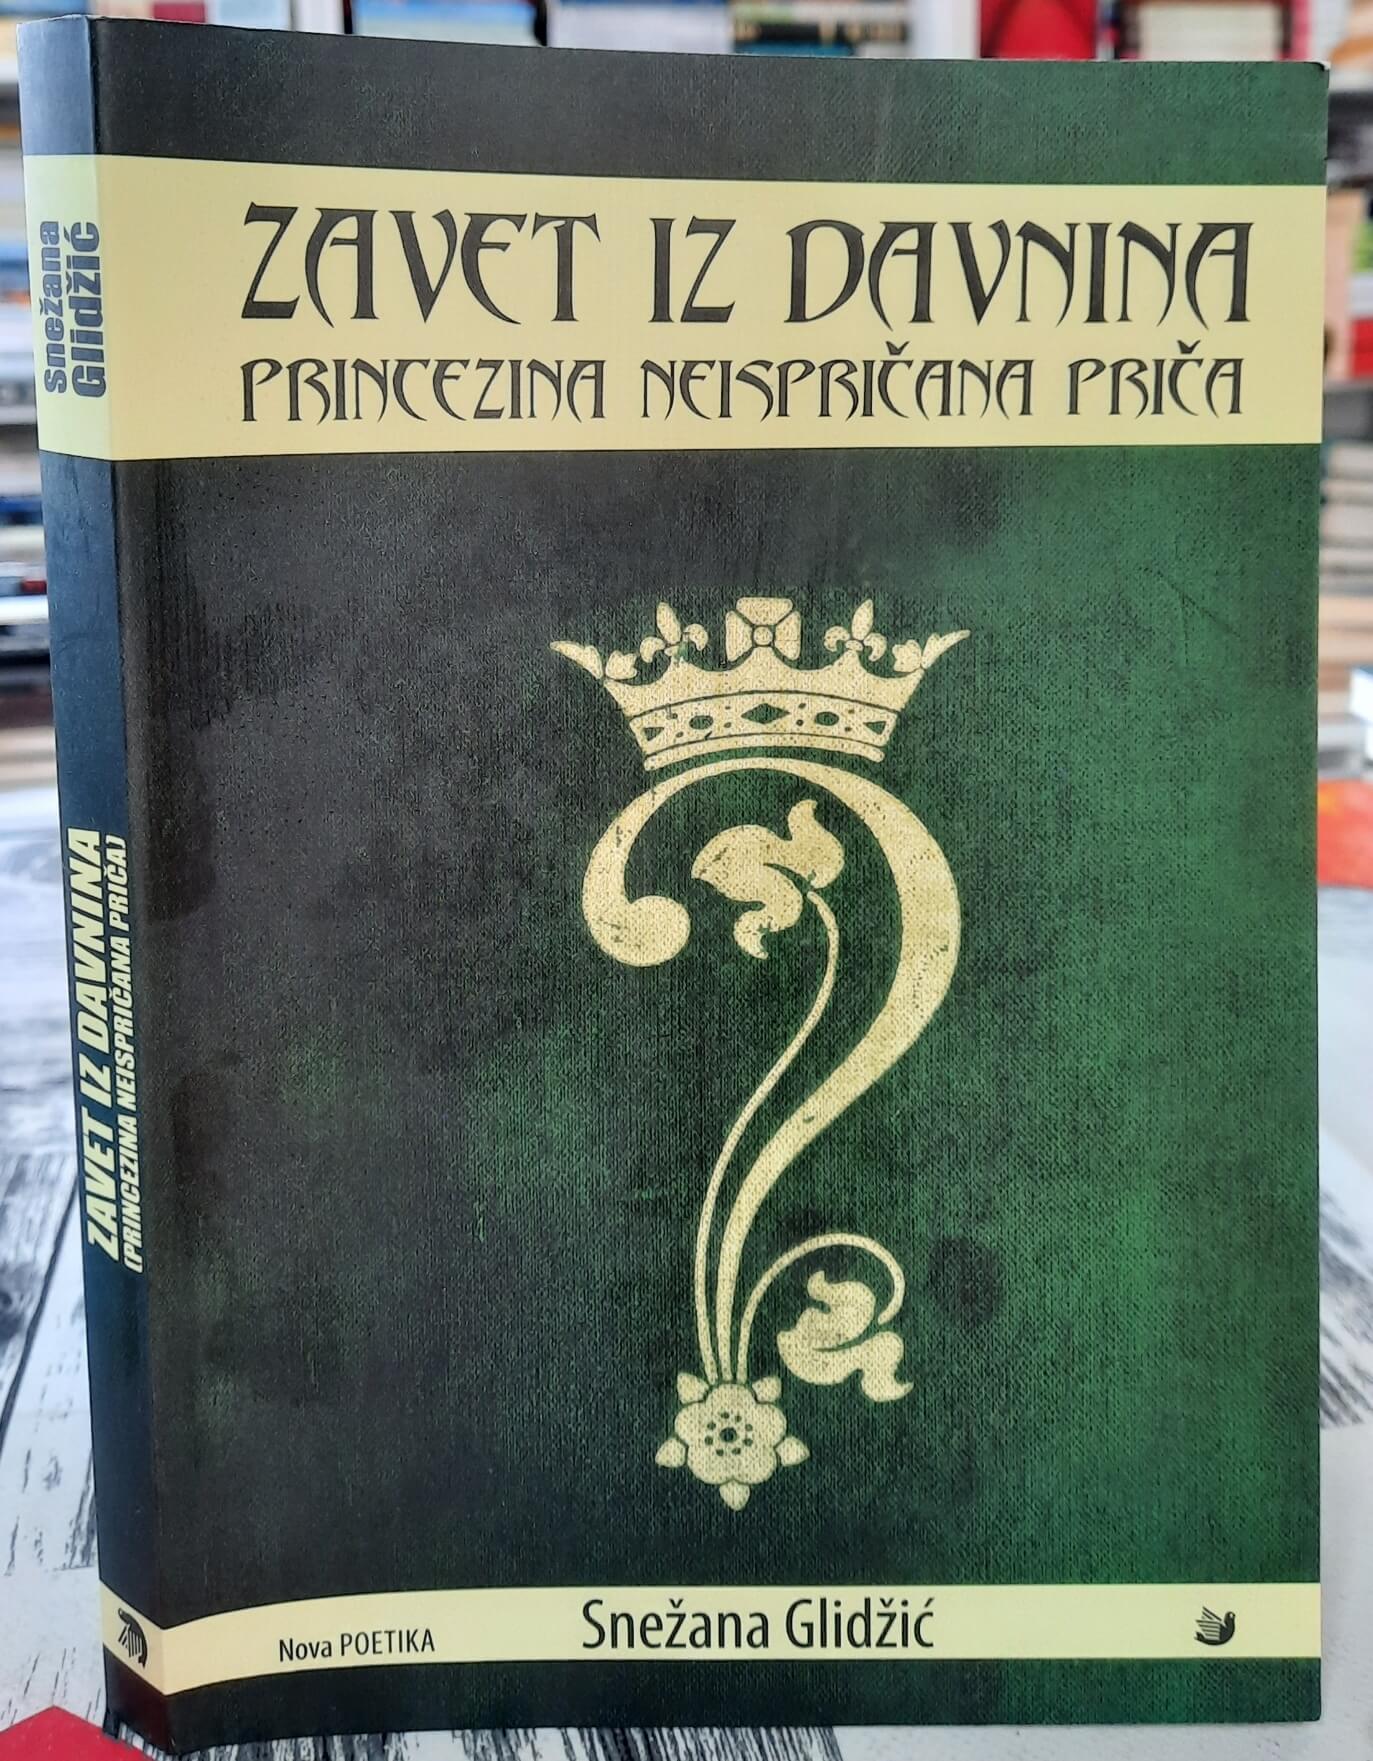 ZAVET IZ DAVNINA
PRINCEZINA NEISPRIČANA PRIČA
Nova POETIKA
Snežana Glidžić
Snežana
Glidžić
ZAVET IZ DAVNINA
(PRINCEZINA NEISPRIČANA PRIČA)